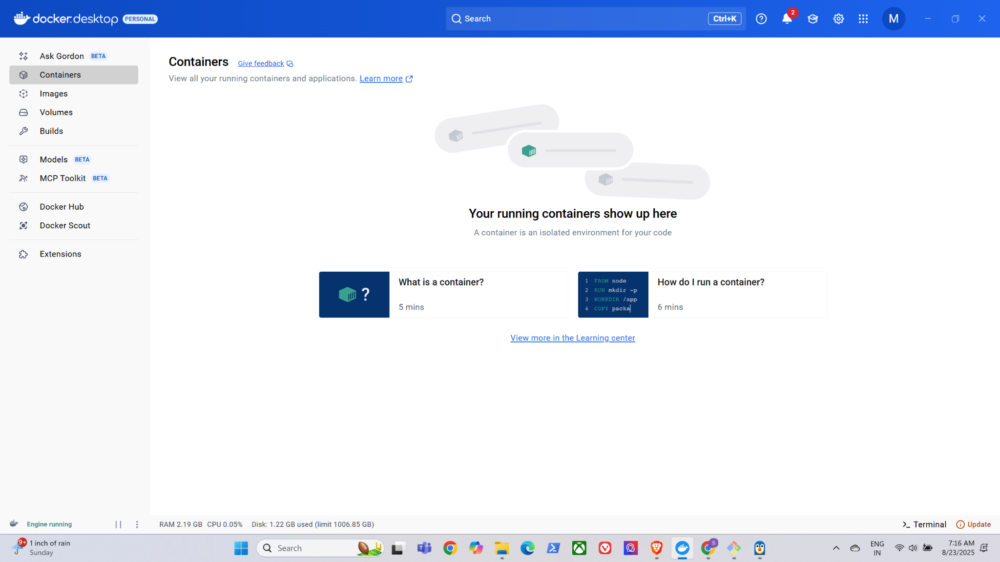 docker.desktop PERSONAL
Search
Ctrl+K
2
M
Ask Gordon BETA
Containers
Images
Volumes
Builds
Models BETA
MCP Toolkit BETA
Docker Hub
Docker Scout
Extensions
Containers Give feedback
View all your running containers and applications. Learn more
Your running containers show up here
A container is an isolated environment for your code
?
What is a container?
5 mins
1 FROM node
2 RUN mkdir -p
3 WORKDIR /app
4 COPY packa
How do I run a container?
6 mins
View more in the Learning center
Engine running
RAM 2.19 GB CPU 0.05% Disk: 1.22 GB used (limit 1006.85 GB)
>_ Terminal
Update
9+
1 inch of rain
Sunday
Search
S
ENG
IN
7:16 AM
8/23/2025